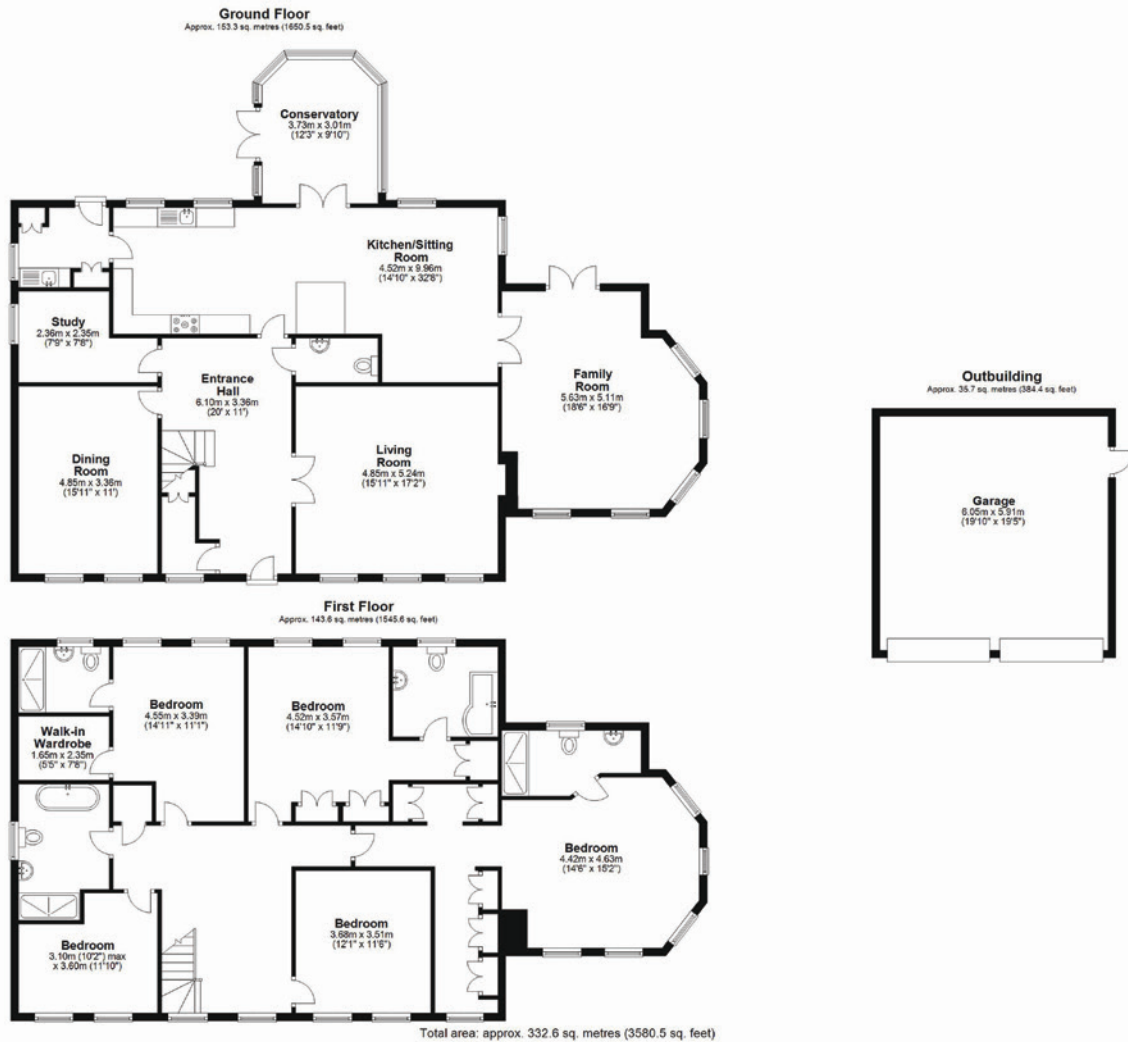 Ground Floor
Approx. 153.3 sq. metres (1650.5 sq. feet)
Conservatory
3.73m x 3.01m
(12'3" x 9'10")
Kitchen/Sitting
Room
4.52m x 9.96m
(14'10" x 32'8")
Study
2.36m x 2.35m
(7'9" x 7'8")
Entrance
Hall
6.10m x 3.36m
(20' x 11')
Family
Room
5.63m x 5.11m
(18'6" x 16'9")
Dining
Room
4.85m x 3.36m
(15'11" x 11')
Living
Room
4.85m x 5.24m
(15'11" x 17'2")
Outbuilding
Approx. 35.7 sq. metres (384.4 sq. feet)
Garage
6.05m x 5.91m
(19'10" x 19'5")
First Floor
Approx. 143.6 sq. metres (1545.6 sq. feet)
Bedroom
4.55m x 3.39m
(14'11" x 11'1")
Bedroom
4.52m x 3.57m
(14'10" x 11'9")
Walk-in
Wardrobe
1.65m x 2.35m
(5'5" x 7'8")
Bedroom
4.42m x 4.63m
(14'6" x 15'2")
Bedroom
3.68m x 3.51m
(12'1" x 11'6")
Bedroom
3.10m (10'2") max
x 3.60m (11'10")
Total area: approx. 332.6 sq. metres (3580.5 sq. feet)